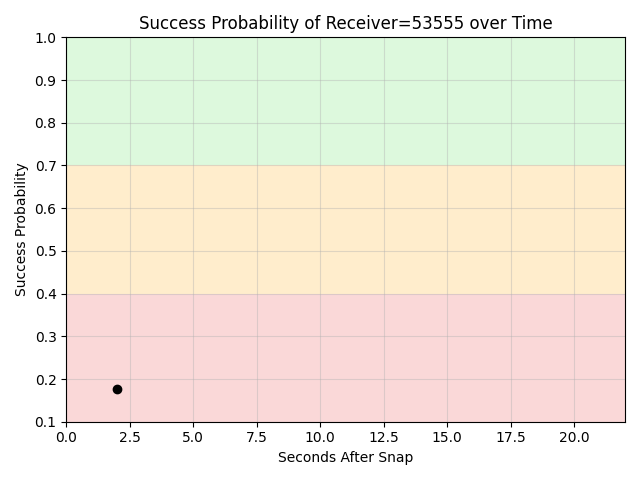 Success Probability of Receiver=53555 over Time
1.0
0.9
0.8
0.7
0.6
0.5
0.4
0.3
0.2
0.1
Success Probability
0.0 2.5 5.0 7.5 10.0 12.5 15.0 17.5 20.0
Seconds After Snap